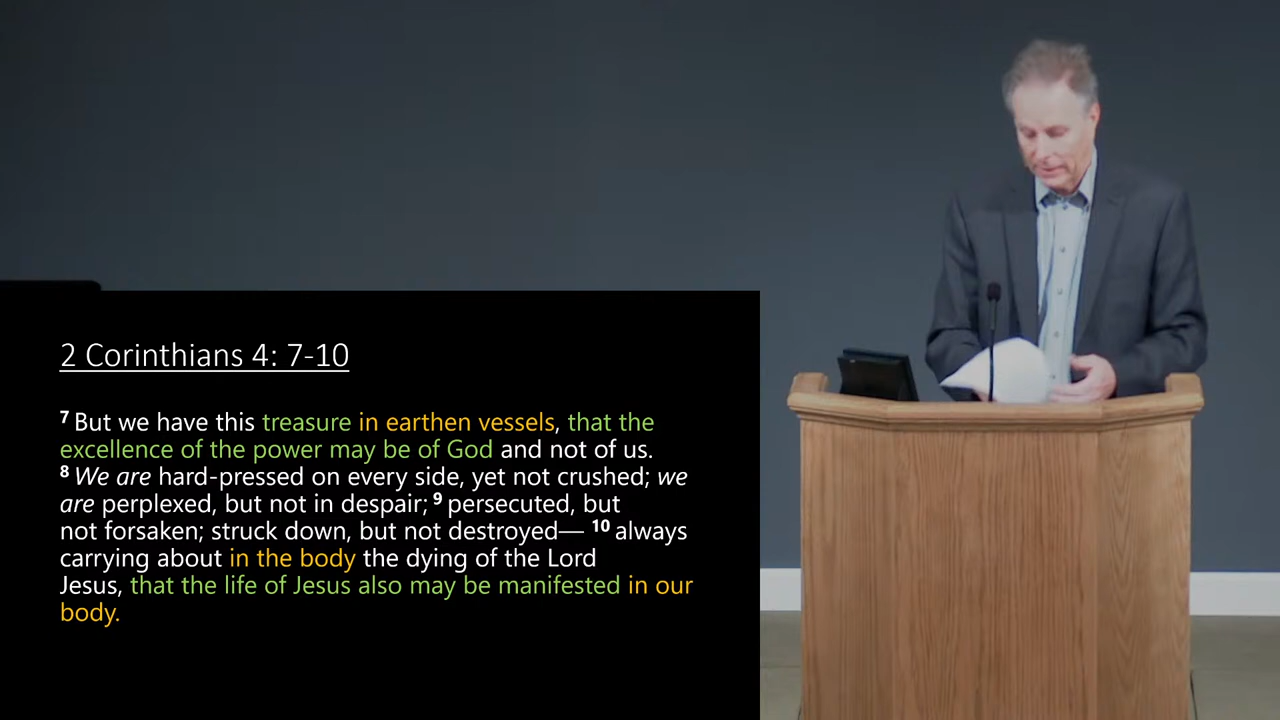 2 Corinthians 4: 7-10
7 But we have this treasure in earthen vessels, that the
excellence of the power may be of God and not of us.
8 We are hard-pressed on every side, yet not crushed; we
are perplexed, but not in despair; 9 persecuted, but
not forsaken; struck down, but not destroyed— 10 always
carrying about in the body the dying of the Lord
Jesus, that the life of Jesus also may be manifested in our
body.